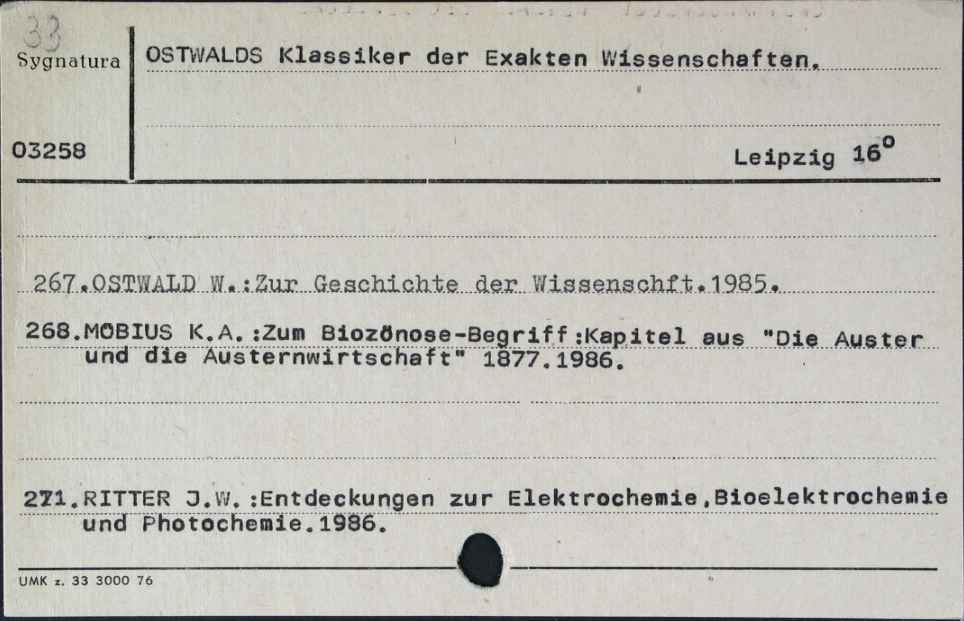 33
Sygnatura
OSTWALDS Klassiker der Exakten Wissenschaften.
03258
Leipzig 16⁰
267.OSTWALD W.:Zur Geschichte der Wissenschft.1985.
268.MÖBIUS K.A.:Zum Biozönose-Begriff:Kapitel aus "Die Auster
und die Austernwirtschaft" 1877.1986.
271.RITTER J.W.:Entdeckungen zur Elektrochemie,Bioelektrochemie
und Photochemie.1986.
UMK z. 33 3000 76